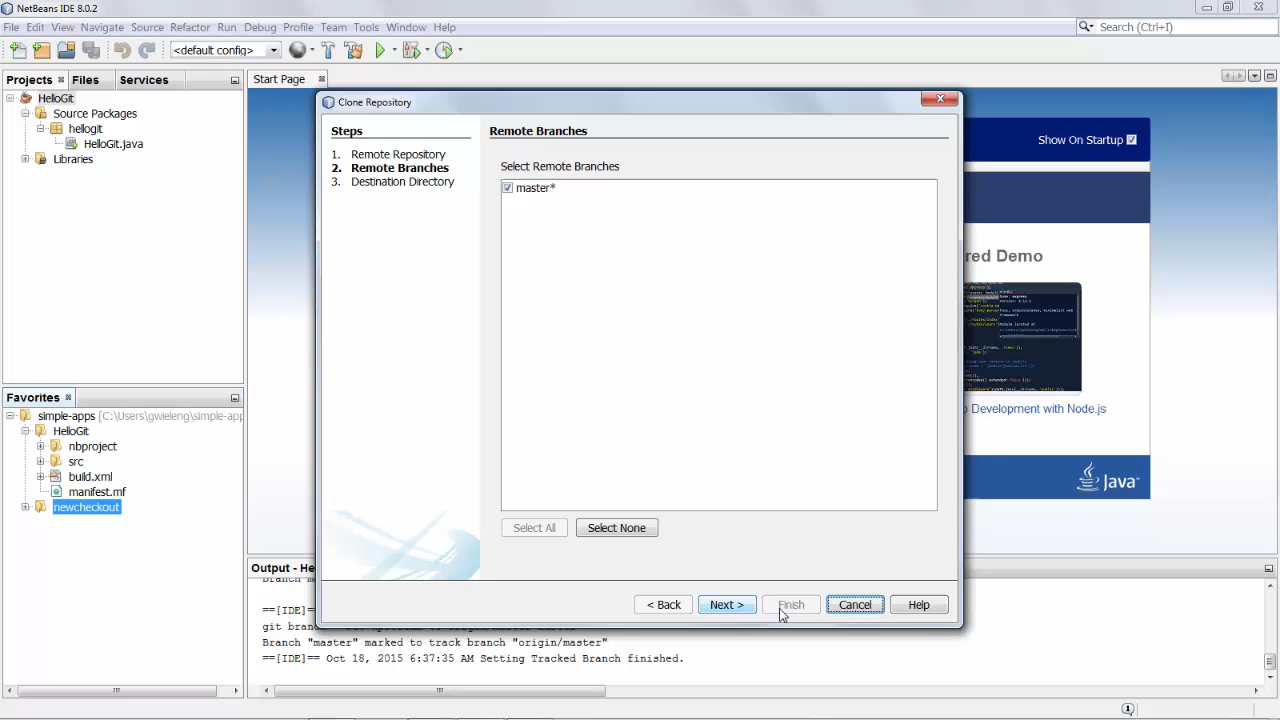 NetBeans IDE 8.0.2
File Edit View Navigate Source Refactor Run Debug Profile Team Tools Window Help
Search (Ctrl+I)
<default config>
Projects Files Services
Start Page
HelloGit
Source Packages
hellogit
HelloGit.java
Libraries
Favorites
simple-apps [C:\Users\gwieleng\simple-app
HelloGit
nbproject
src
build.xml
manifest.mf
newcheckout
Clone Repository
Steps
1. Remote Repository
2. Remote Branches
3. Destination Directory
Remote Branches
Select Remote Branches
master*
Select All Select None
< Back Next > Finish Cancel Help
Show On Startup
red Demo
Development with Node.js
Java
Output - He
==[IDE]
git bran
Branch "master" marked to track branch "origin/master"
==[IDE]== Oct 18, 2015 6:37:35 AM Setting Tracked Branch finished.